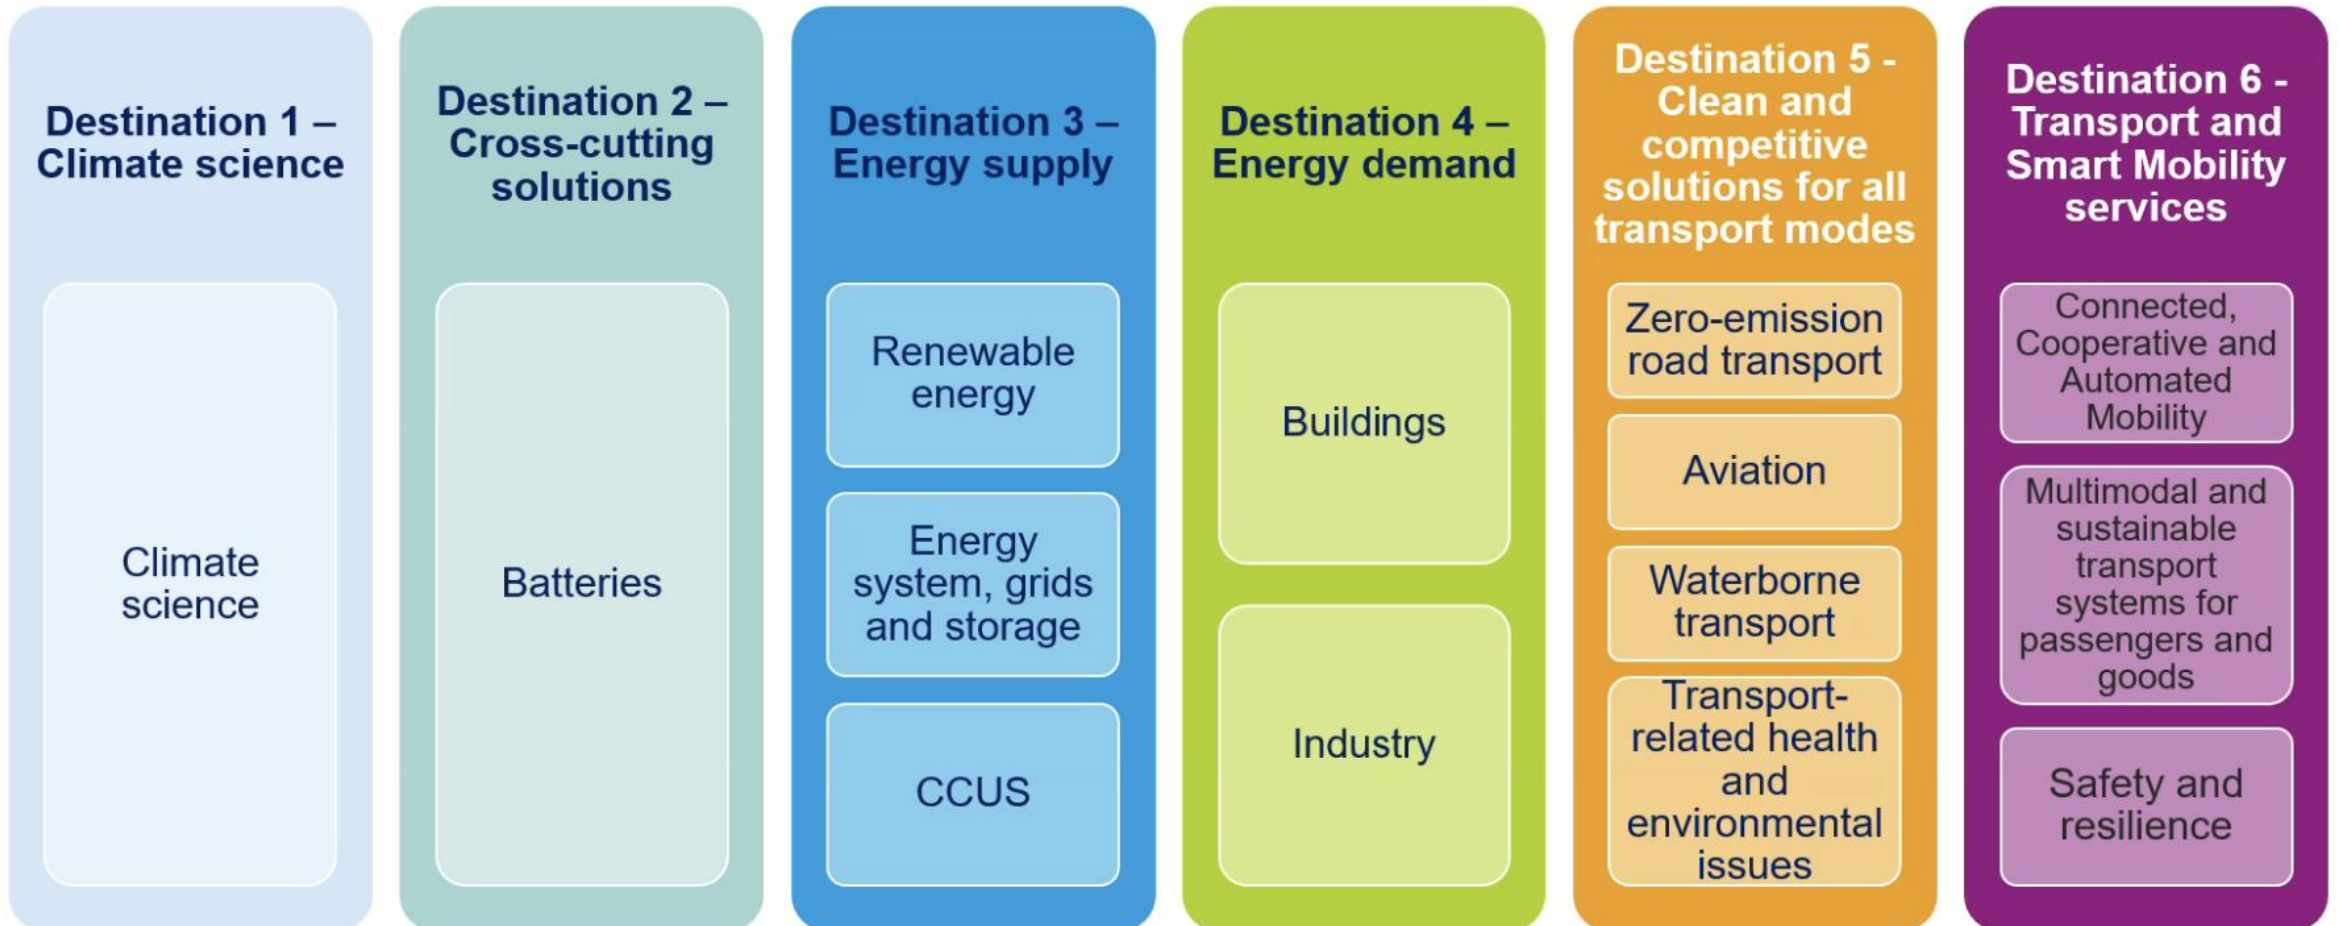 Destination 1 –
Climate science
Climate
science
Destination 2 –
Cross-cutting
solutions
Batteries
Destination 3 –
Energy supply
Renewable
energy
Energy
system, grids
and storage
CCUS
Destination 4 –
Energy demand
Buildings
Industry
Destination 5 -
Clean and
competitive
solutions for all
transport modes
Zero-emission
road transport
Aviation
Waterborne
transport
Transport-
related health
and
environmental
issues
Destination 6 -
Transport and
Smart Mobility
services
Connected,
Cooperative and
Automated
Mobility
Multimodal and
sustainable
transport
systems for
passengers and
goods
Safety and
resilience